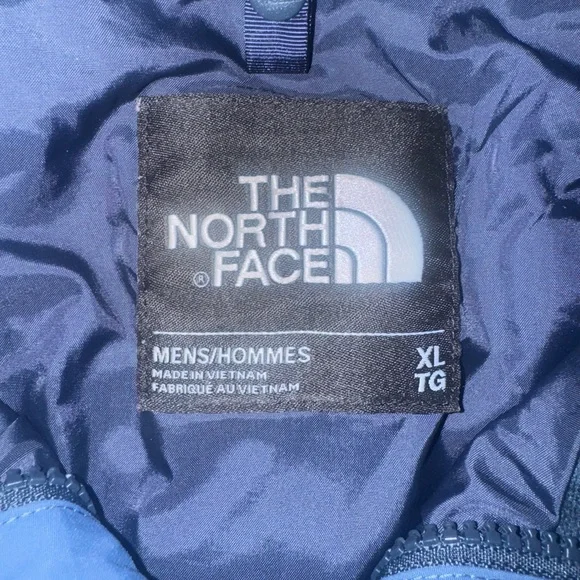 THE
NORTH
® FACE
MENS/HOMMES XL
MADE IN VIETNAM TG
FABRIQUÉ AU VIETNAM